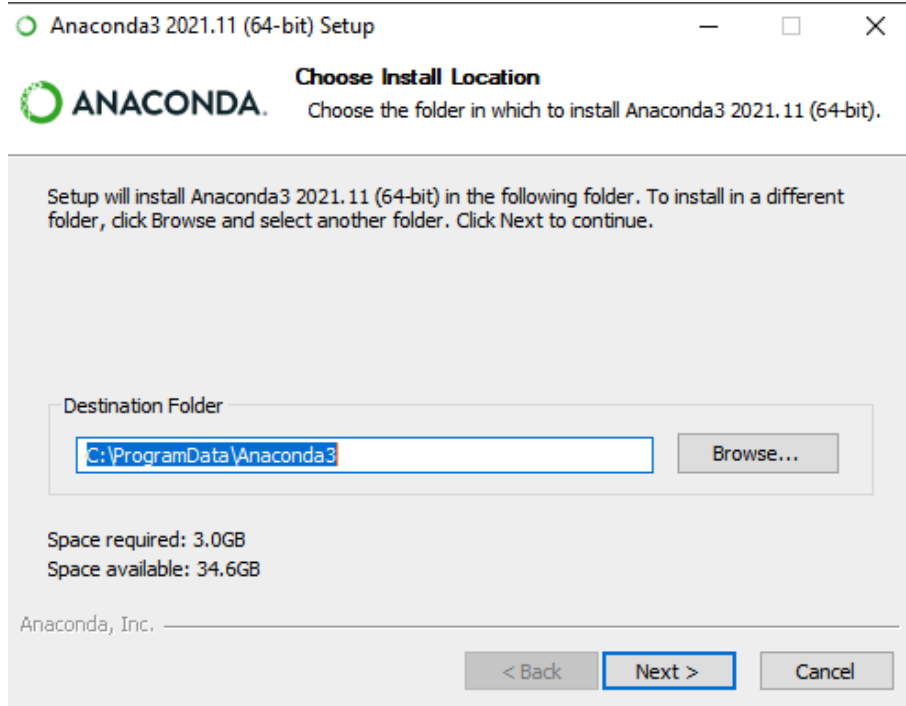 Anaconda3 2021.11 (64-bit) Setup
ANACONDA.
Choose Install Location
Choose the folder in which to install Anaconda3 2021.11 (64-bit).
Setup will install Anaconda3 2021.11 (64-bit) in the following folder. To install in a different
folder, click Browse and select another folder. Click Next to continue.
Destination Folder
C:\ProgramData\Anaconda3
Browse...
Space required: 3.0GB
Space available: 34.6GB
Anaconda, Inc.
< Back
Next >
Cancel